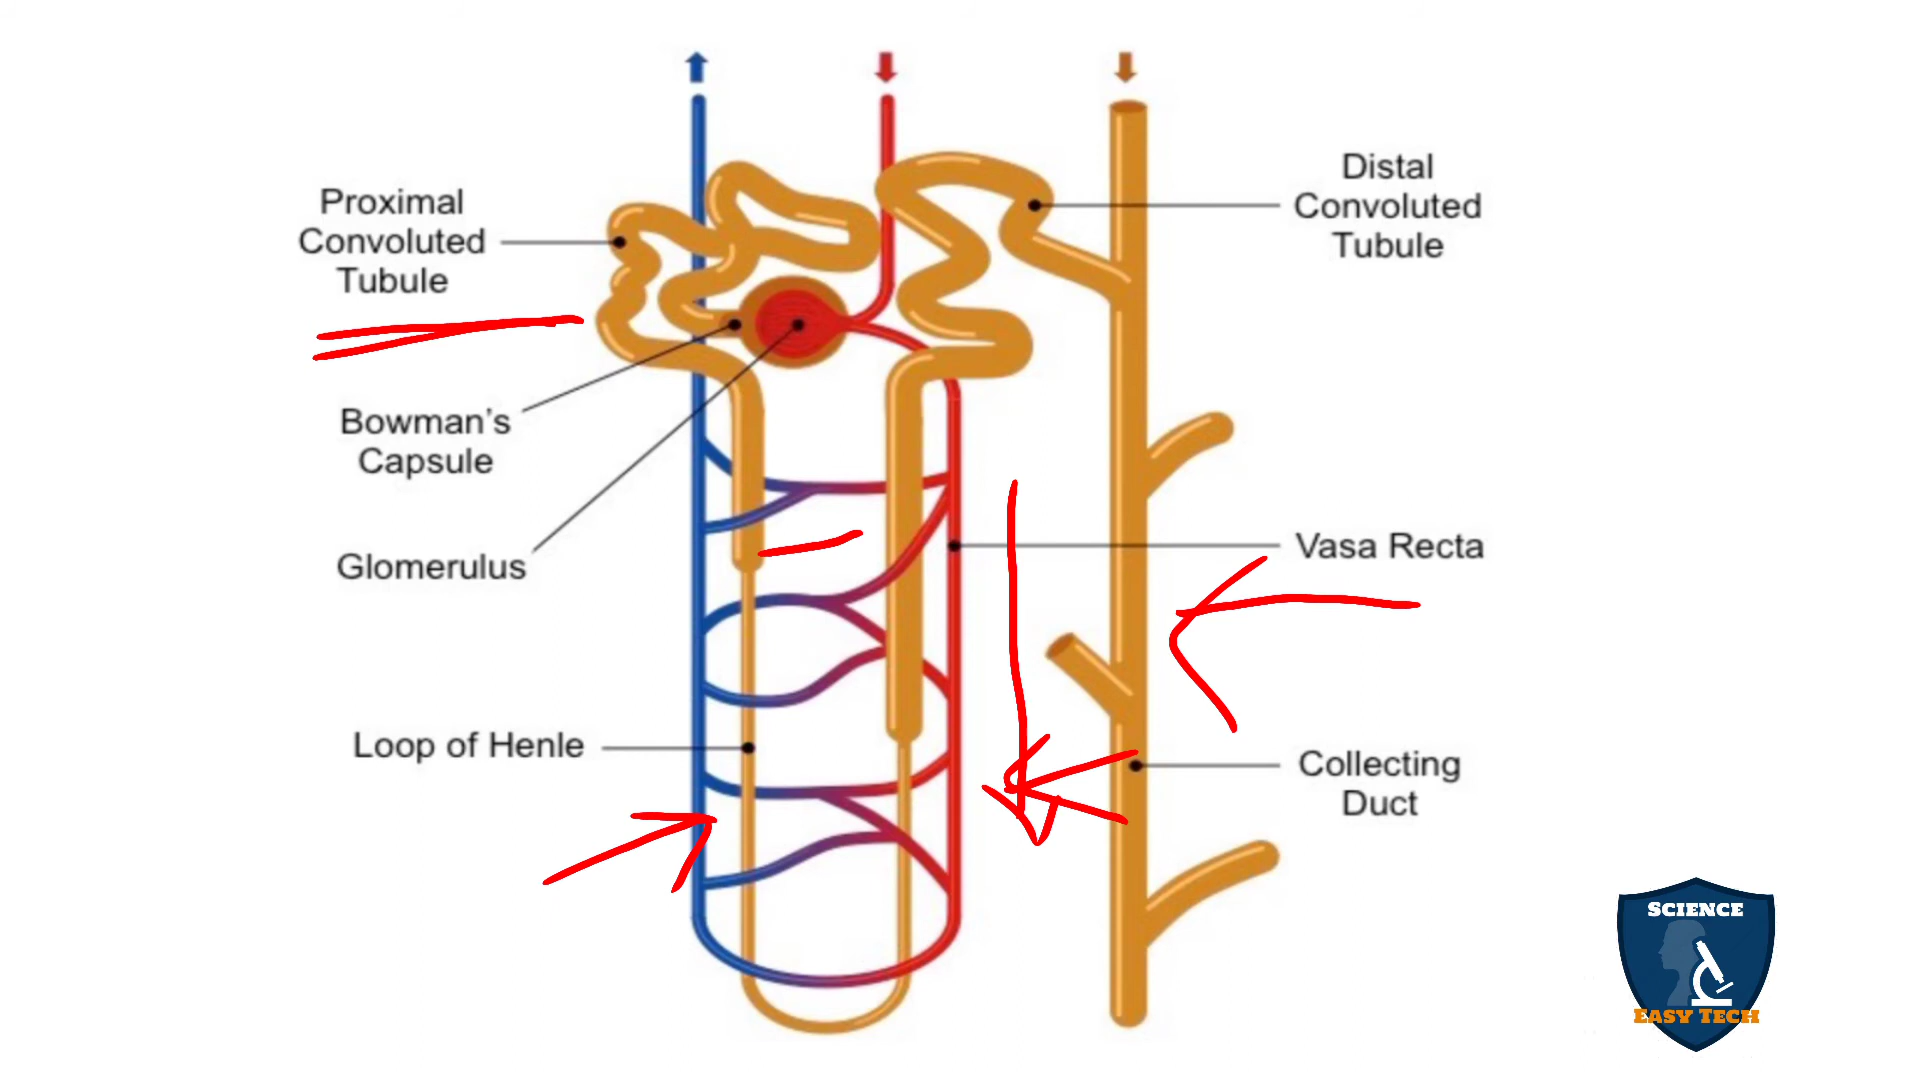 Proximal
Convoluted
Tubule
Bowman's
Capsule
Glomerulus
Loop of Henle
Distal
Convoluted
Tubule
Vasa Recta
Collecting
Duct
SCIENCE
EASY TECH